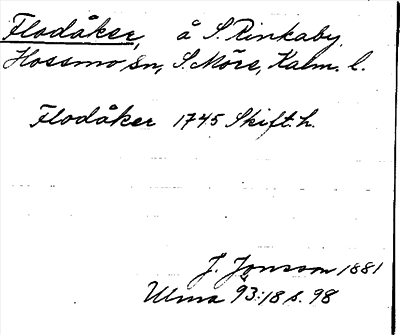 Flodåker, å S. Rinkaby,
Hossmo sn, S. Möre, Kalm. l.
Flodåker 1745 Skift. h.
J. Jonsson 1881
Ulma 93:18 s. 98